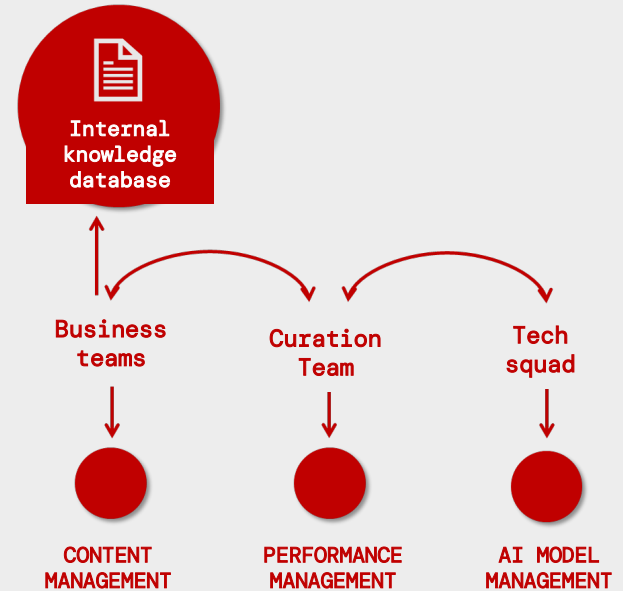 Internal
knowledge
database
Business
teams
Curation
Team
Tech
squad
CONTENT
MANAGEMENT
PERFORMANCE
MANAGEMENT
AI MODEL
MANAGEMENT